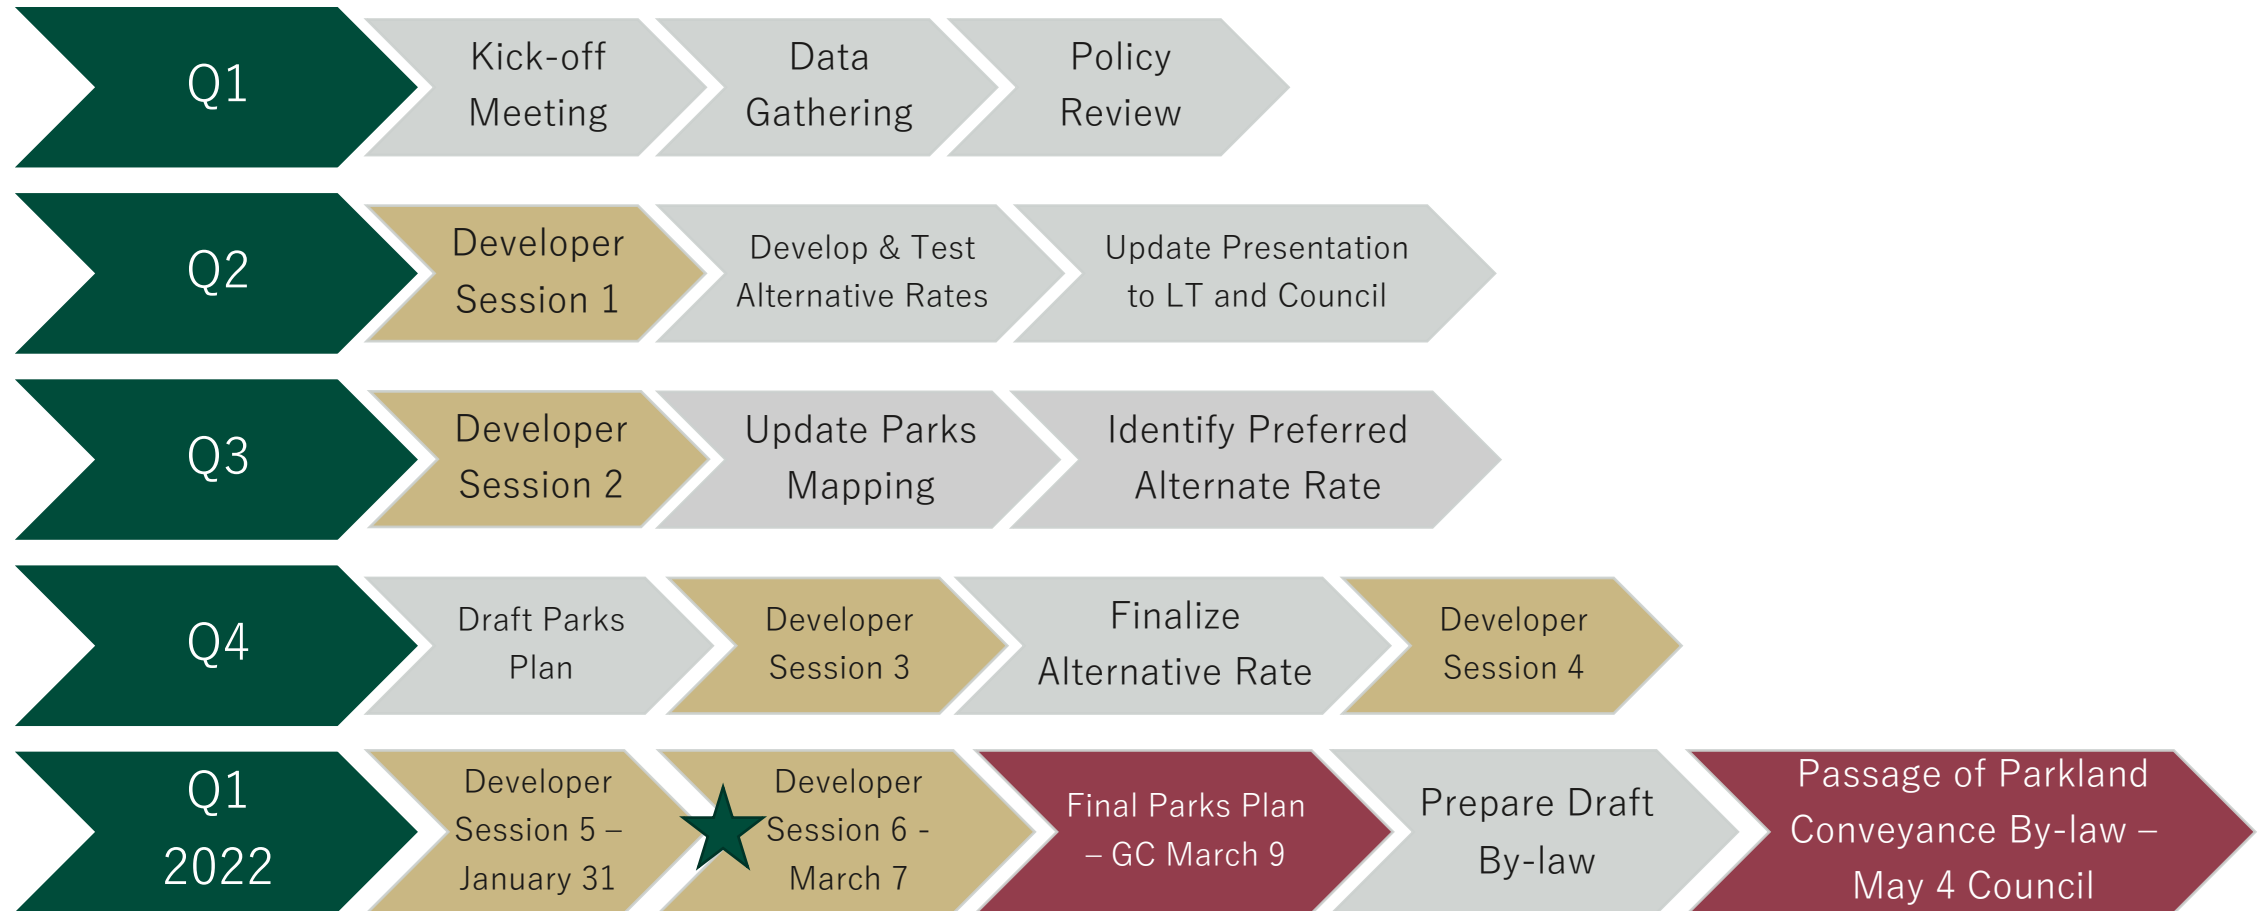 Q1
Kick-off
Meeting
Data
Gathering
Policy
Review
Q2
Developer
Session 1
Develop & Test
Alternative Rates
Update Presentation
to LT and Council
Q3
Developer
Session 2
Update Parks
Mapping
Identify Preferred
Alternate Rate
Q4
Draft Parks
Plan
Developer
Session 3
Finalize
Alternative Rate
Developer
Session 4
Q1
2022
Developer
Session 5 –
January 31
Developer
Session 6 -
March 7
Final Parks Plan
– GC March 9
Prepare Draft
By-law
Passage of Parkland
Conveyance By-law –
May 4 Council